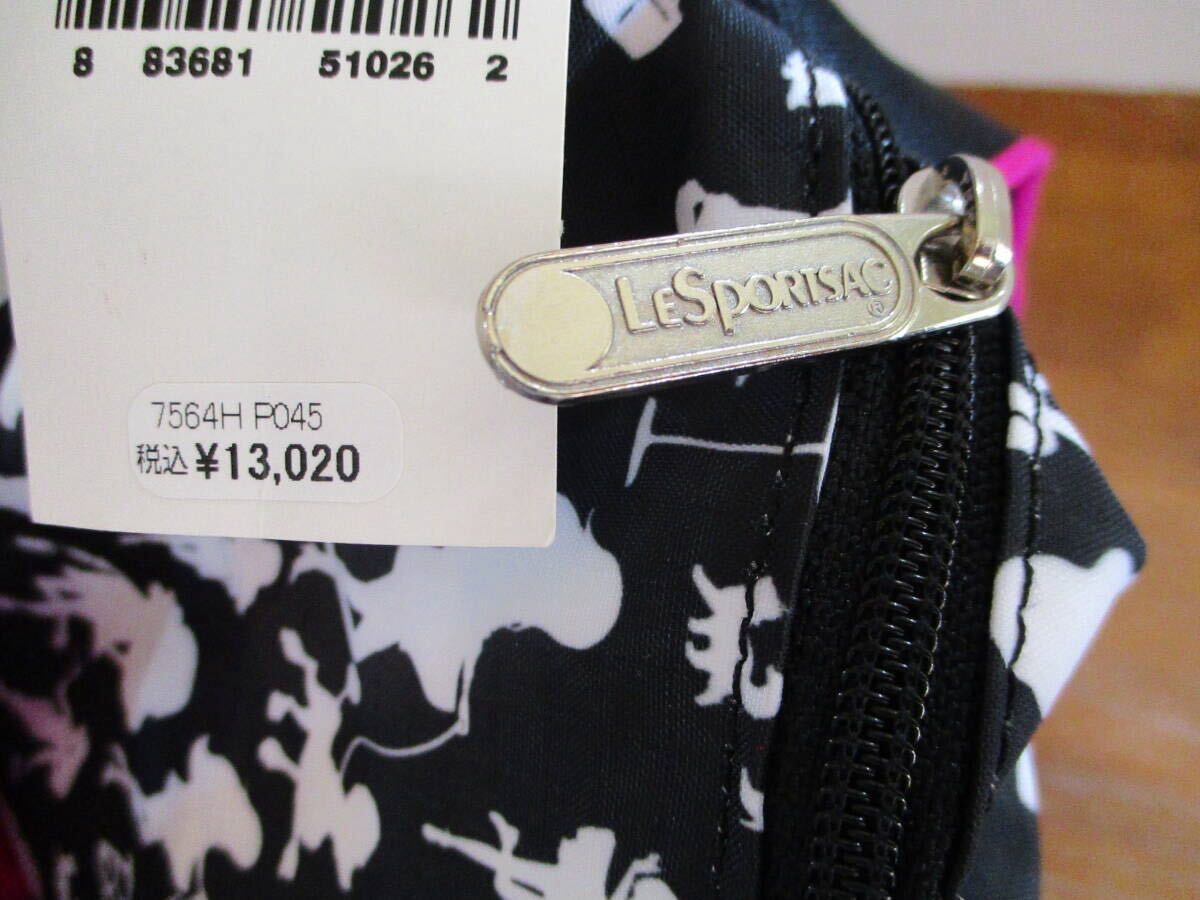 8 83681 51026 2
LESPORTSAC®
7564H P045
税込 ¥13,020